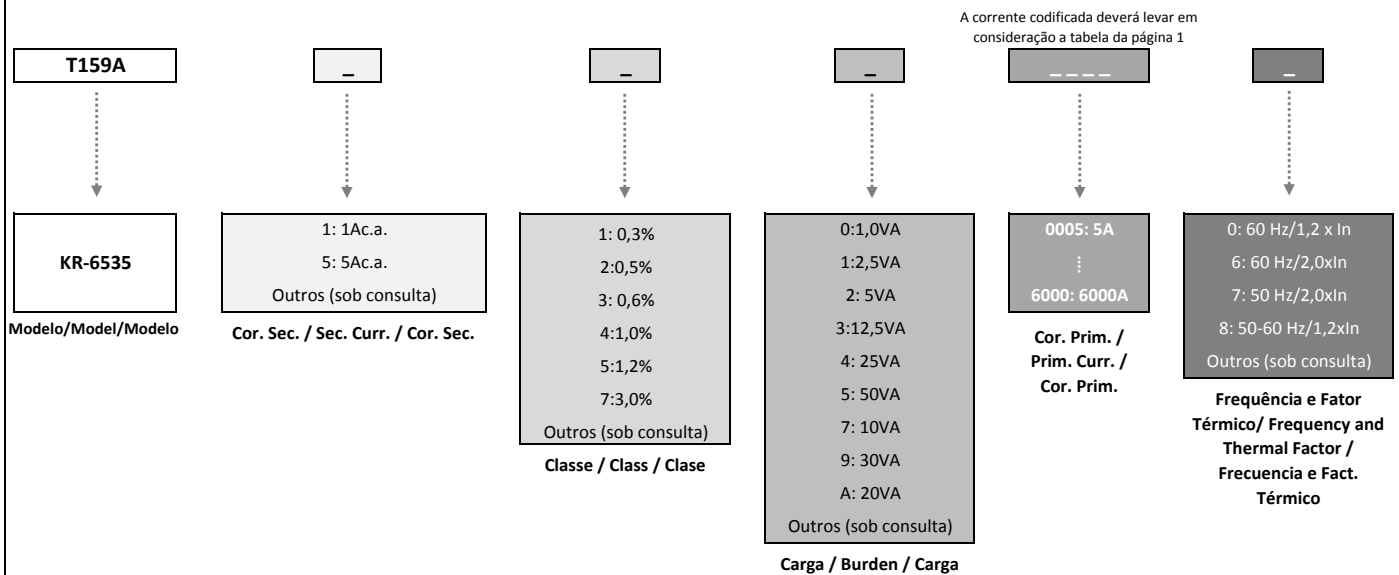 A corrente codificada deverá levar em
consideração a tabela da página 1
T159A
_
_
_
_ _ _ _
_
KR-6535
Modelo/Model/Modelo
1: 1Ac.a.
5: 5Ac.a.
Outros (sob consulta)
Cor. Sec. / Sec. Curr. / Cor. Sec.
1: 0,3%
2:0,5%
3: 0,6%
4:1,0%
5:1,2%
7:3,0%
Outros (sob consulta)
Classe / Class / Clase
0:1,0VA
1:2,5VA
2: 5VA
3:12,5VA
4: 25VA
5: 50VA
7: 10VA
9: 30VA
A: 20VA
Outros (sob consulta)
Carga / Burden / Carga
0005: 5A
⁞
6000: 6000A
Cor. Prim. /
Prim. Curr. /
Cor. Prim.
0: 60 Hz/1,2 x In
6: 60 Hz/2,0xIn
7: 50 Hz/2,0xIn
8: 50-60 Hz/1,2xIn
Outros (sob consulta)
Frequência e Fator
Térmico/ Frequency and
Thermal Factor /
Frecuencia e Fact.
Térmico